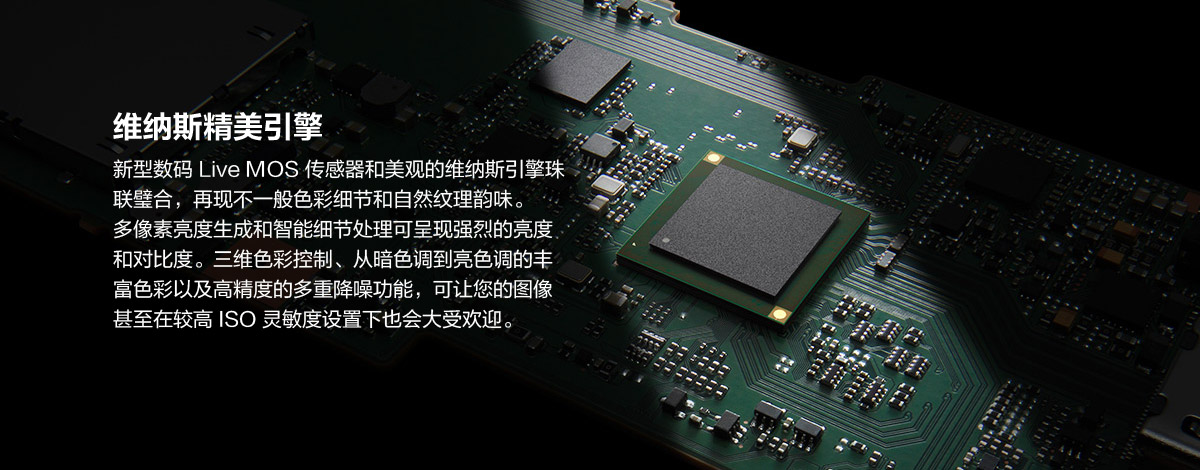 维纳斯精美引擎
新型数码 Live MOS 传感器和美观的维纳斯引擎珠
联璧合，再现不一般色彩细节和自然纹理韵味。
多像素亮度生成和智能细节处理可呈现强烈的亮度
和对比度。三维色彩控制、从暗色调到亮色调的丰
富色彩以及高精度的多重降噪功能，可让您的图像
甚至在较高 ISO 灵敏度设置下也会大受欢迎。